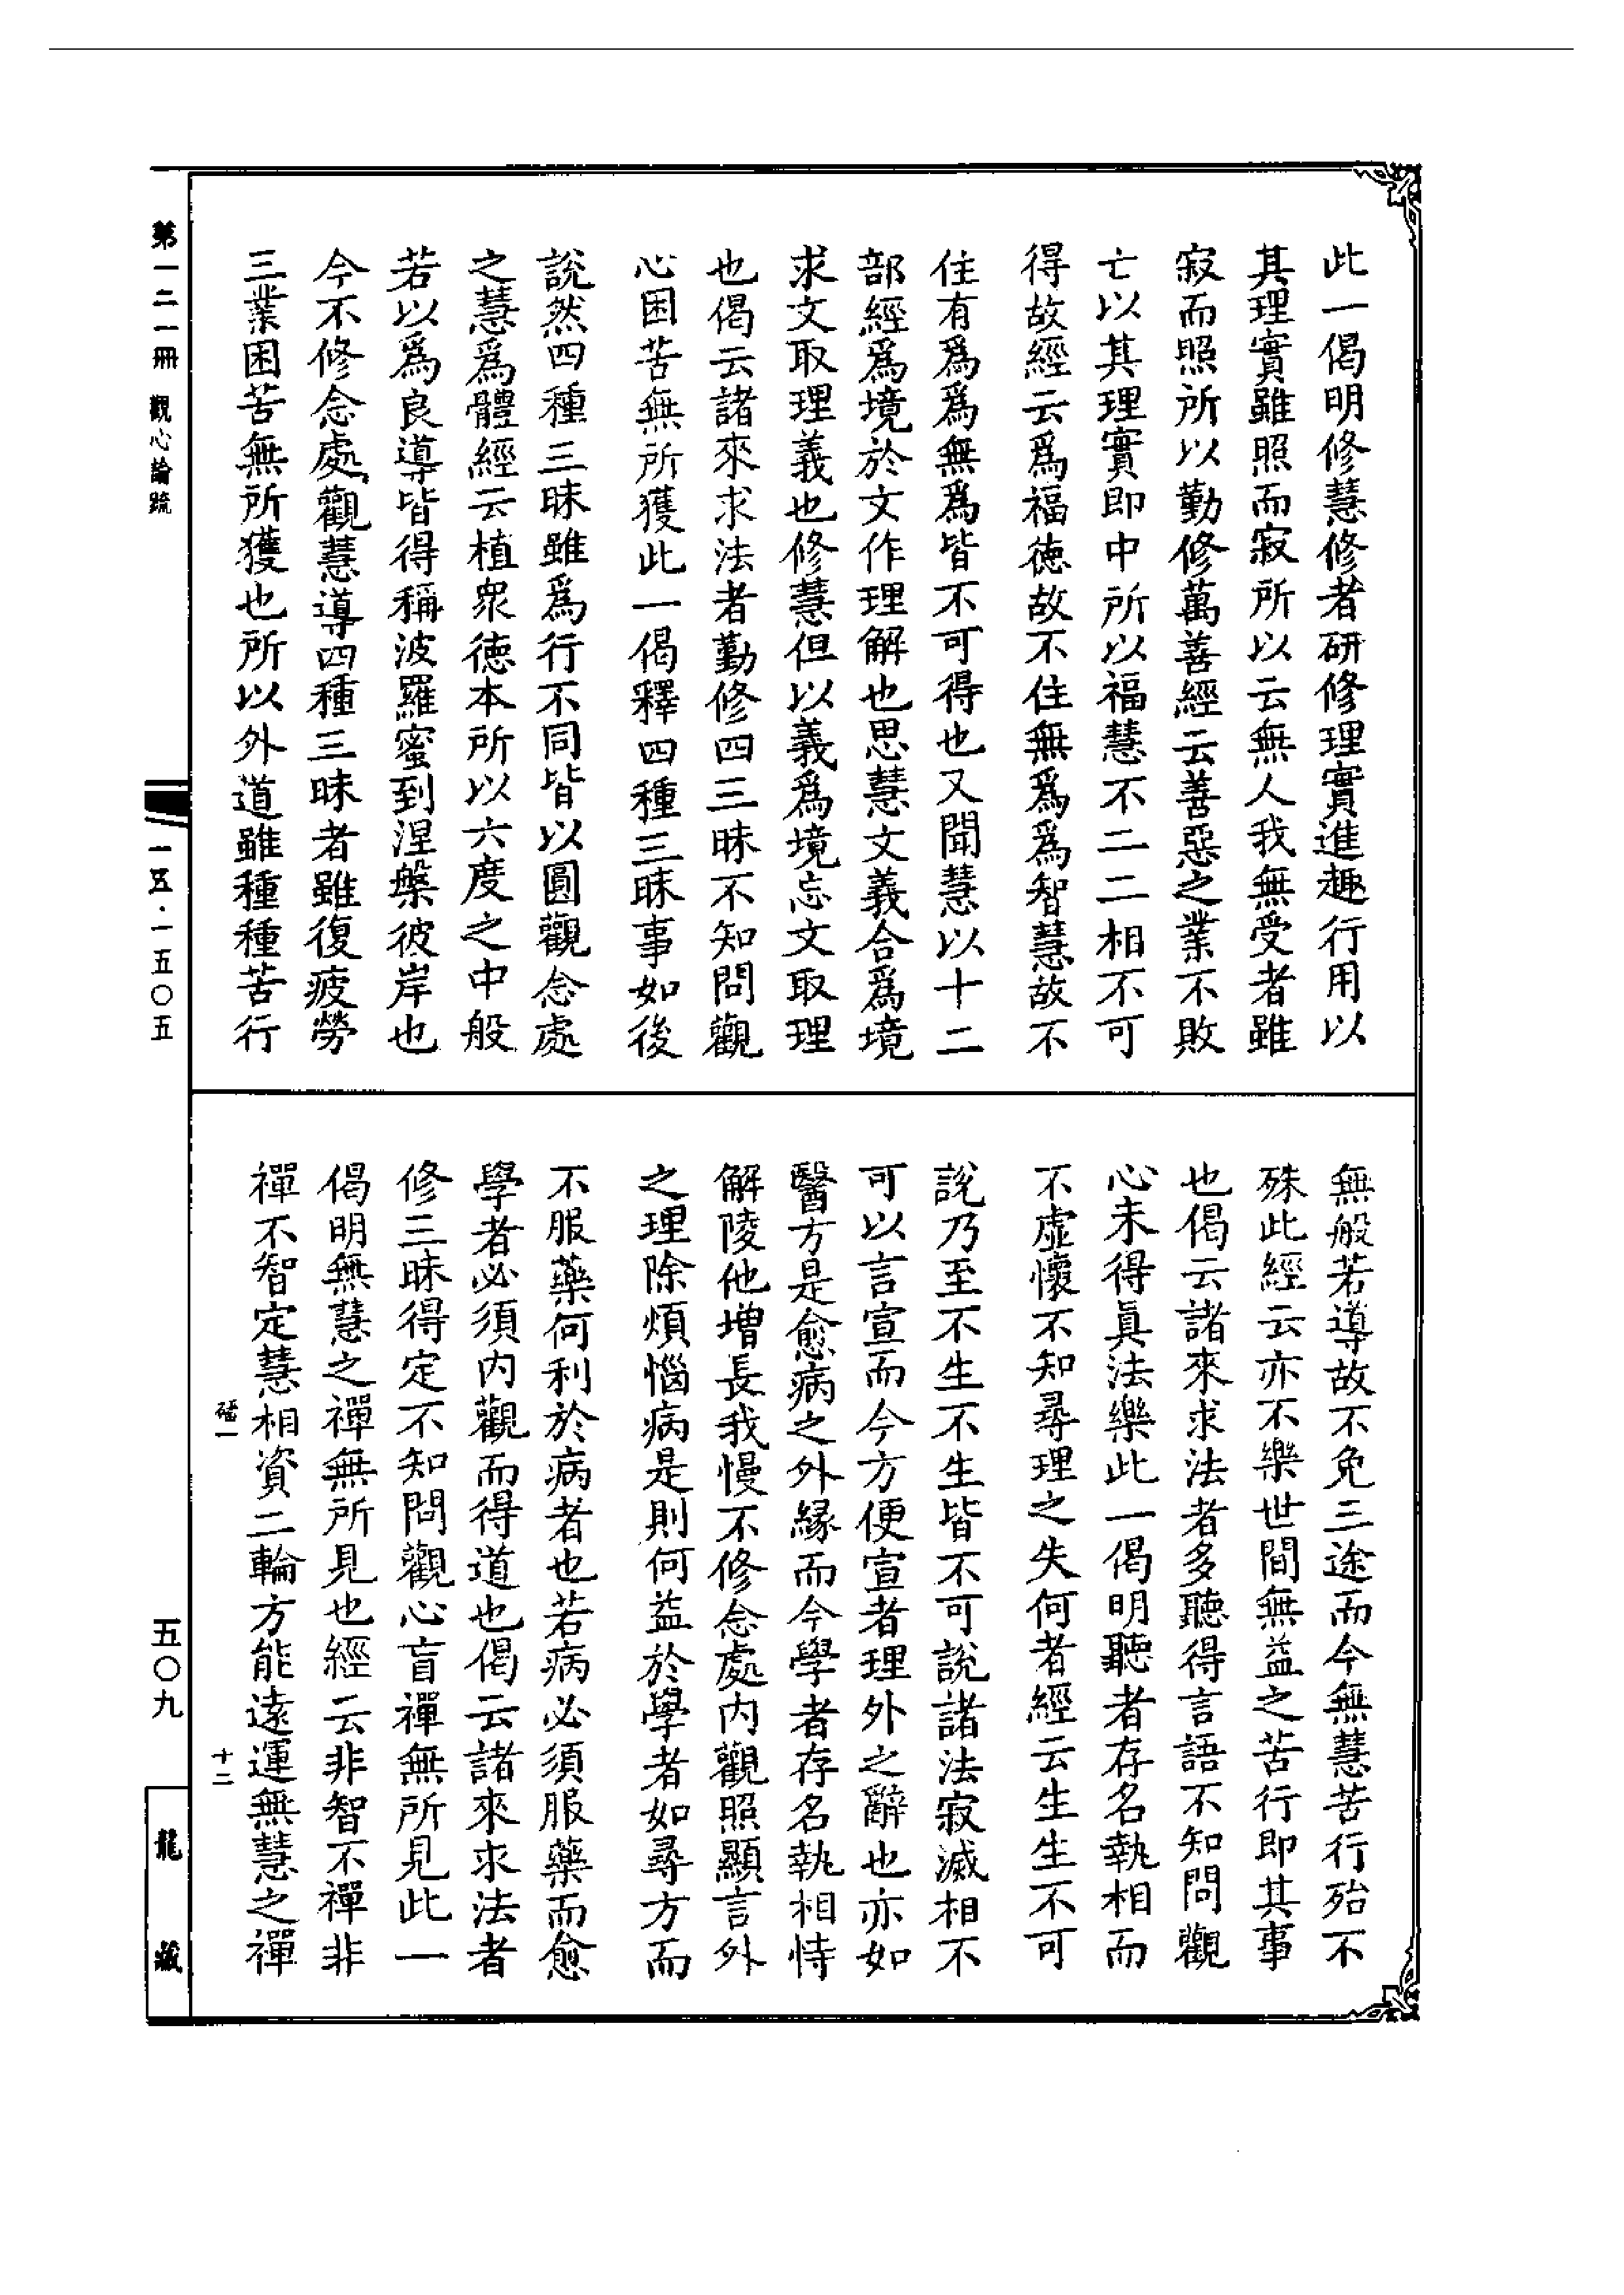 此一偈明修慧修者研修理實進趣行用以
其理實雖照而寂所以云無人我無受者雖
寂而照所以勤修萬善經云善惡之業不敗
亡以其理實即中所以福慧不二二相不可
得故經云爲福德故不住無爲爲智慧故不
住有爲爲無爲皆不可得也又聞慧以十二
部經爲境於文作理解也思慧文義合爲境
求文取理義也修慧但以義爲境忘文取理
也偈云諸來求法者勤修四三昧不知問觀
心困苦無所獲此一偈釋四種三昧事如後
說然四種三昧雖爲行不同皆以圓觀念處
之慧爲體經云植衆德本所以六度之中般
若以爲良導皆得稱波羅蜜到涅槃彼岸也
今不修念處觀慧導四種三昧者雖復疲勞
三業困苦無所獲也所以外道雖種種苦行
無般若導故不免三途而今無慧苦行殆不
殊此經云亦不樂世間無益之苦行即其事
也偈云諸來求法者多聽得言語不知問觀
心未得眞法樂此一偈明聽者存名執相而
不虛懷不知尋理之失何者經云生生不可
說乃至不生不生皆不可說諸法寂滅相不
可以言宣而今方便宣者理外之辭也亦如
醫方是愈病之外緣而今學者存名執相恃
解陵他增長我慢不修念處內觀照顯言外
之理除煩惱病是則何益於學者如尋方而
不服藥何利於病者也若病必須服藥而愈
學者必須內觀而得道也偈云諸來求法者
修三昧得定不知問觀心盲禪無所見此一
偈明無慧之禪無所見也經云非智不禪非
禪不智定慧相資二輪方能遠運無慧之禪
磻一
十二
第一二一冊
觀心論䟽
一五·一五〇五
五〇九
龍藏